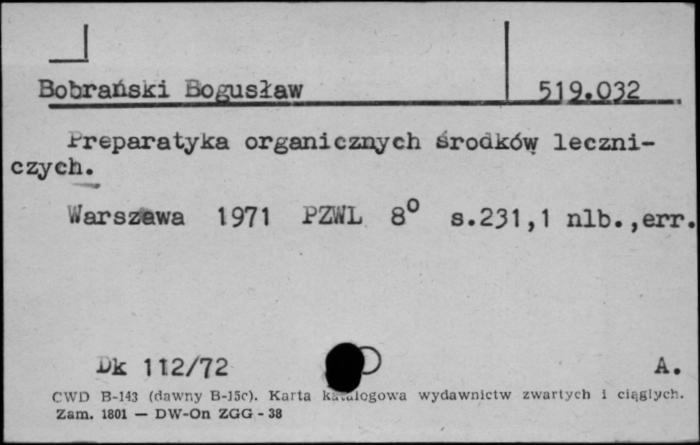 Bobrański Bogusław 519.032
Preparatyka organicznych środków leczni-
czych.
Warszawa 1971 PZWL 8° s.231,1 nlb.,err.
Dk 112/72 A.
CWD B-143 (dawny B-15c). Karta katalogowa wydawnictw zwartych i ciągłych.
Zam. 1801 — DW-On ZGG - 38